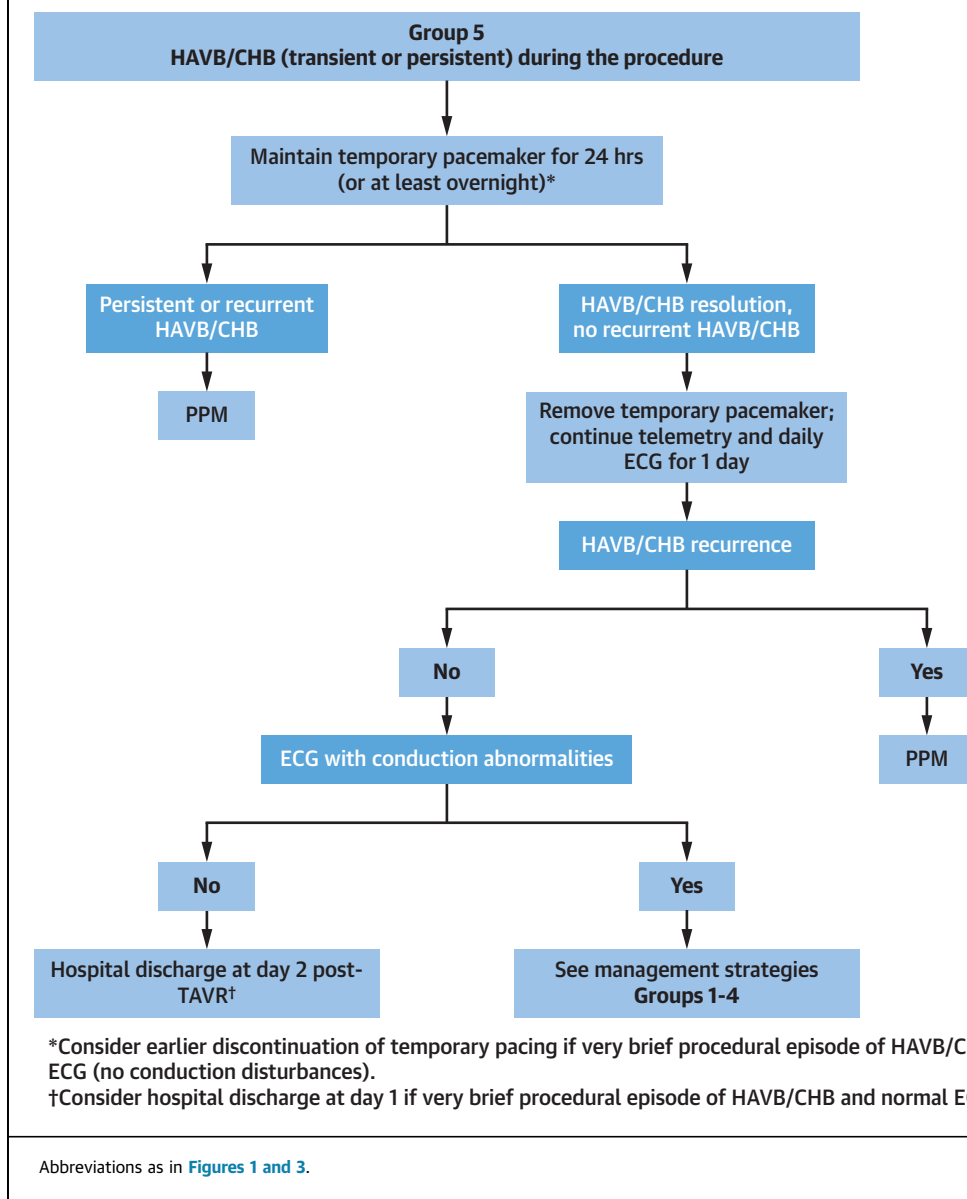 Group 5
HAVB/CHB (transient or persistent) during the procedure
Maintain temporary pacemaker for 24 hrs
(or at least overnight)*
Persistent or recurrent
HAVB/CHB
HAVB/CHB resolution,
no recurrent HAVB/CHB
PPM
Remove temporary pacemaker;
continue telemetry and daily
ECG for 1 day
HAVB/CHB recurrence
No
Yes
ECG with conduction abnormalities
PPM
No
Yes
Hospital discharge at day 2 post-
TAVR†
See management strategies
Groups 1-4
*Consider earlier discontinuation of temporary pacing if very brief procedural episode of
ECG (no conduction disturbances).
†Consider hospital discharge at day 1 if very brief procedural episode of HAVB/CHB and normal
Abbreviations as in Figures 1 and 3.